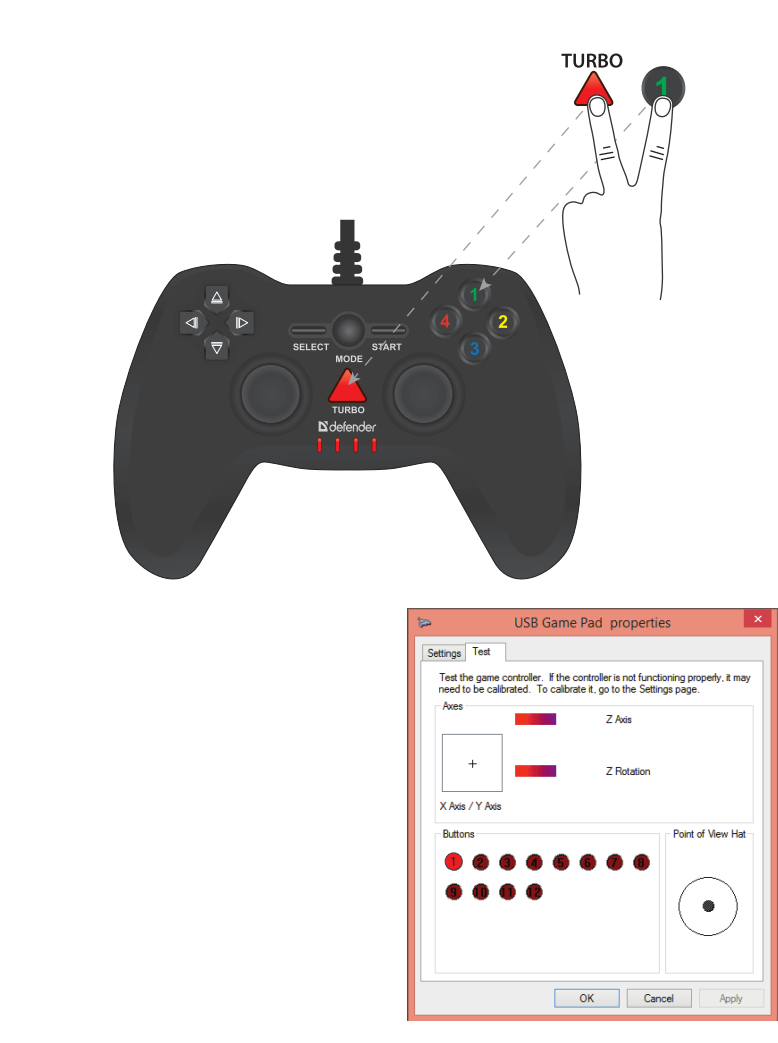 TURBO
1
1
4
2
3
SELECT
START
MODE
TURBO
defender
USB Game Pad properties
Settings
Test
Test the game controller. If the controller is not functioning properly, it may
need to be calibrated. To calibrate it, go to the Settings page.
Axes
Z Axis
Z Rotation
X Axis / Y Axis
Buttons
Point of View Hat
1 2 3 4 5 6 7 8
9 10 11 12
OK
Cancel
Apply